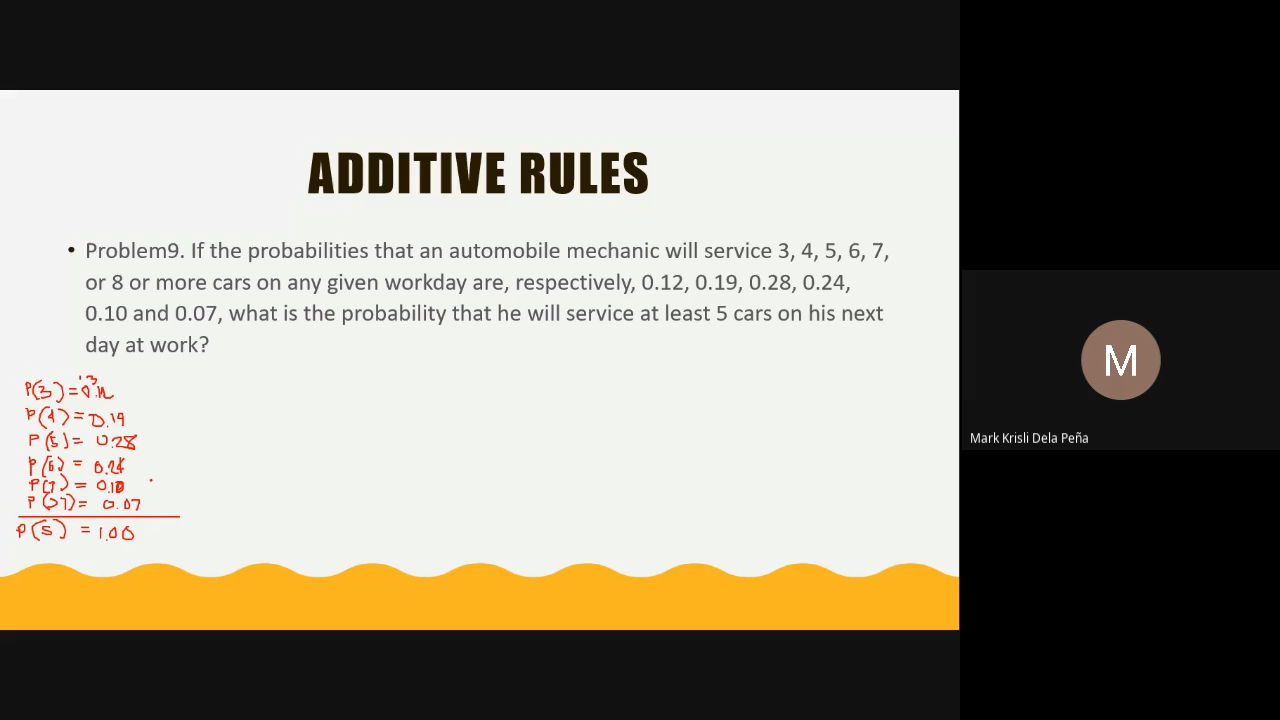 ADDITIVE RULES
• Problem9. If the probabilities that an automobile mechanic will service 3, 4, 5, 6, 7,
or 8 or more cars on any given workday are, respectively, 0.12, 0.19, 0.28, 0.24,
0.10 and 0.07, what is the probability that he will service at least 5 cars on his next
day at work?
P(3) = 0.12
P(4) = 0.19
P(5) = 0.28
P(6) = 0.24
P(7) = 0.10
P(>7) = 0.07
P(S) = 1.00
M
Mark Krisli Dela Peña